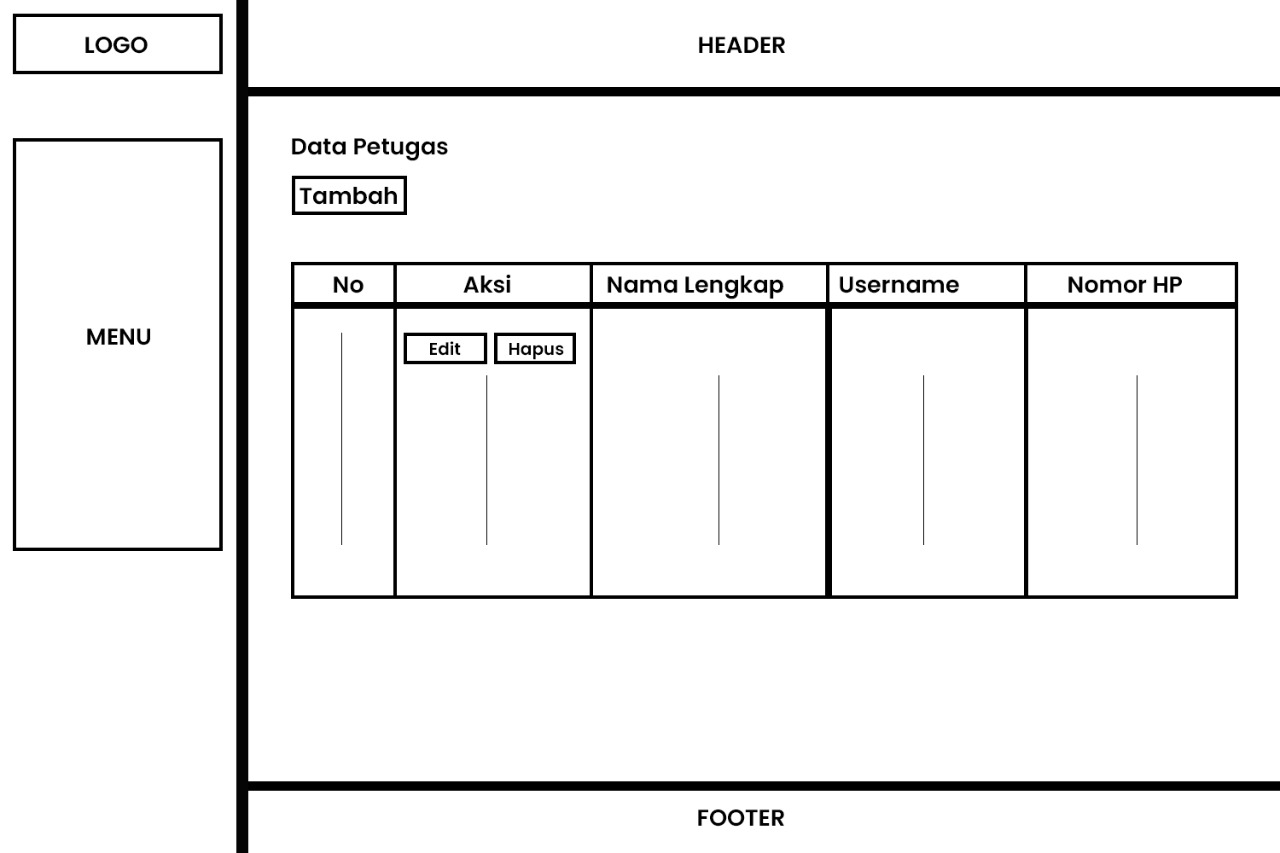 LOGO
HEADER
MENU
Data Petugas
Tambah
No Aksi Nama Lengkap Username Nomor HP
Edit Hapus
FOOTER